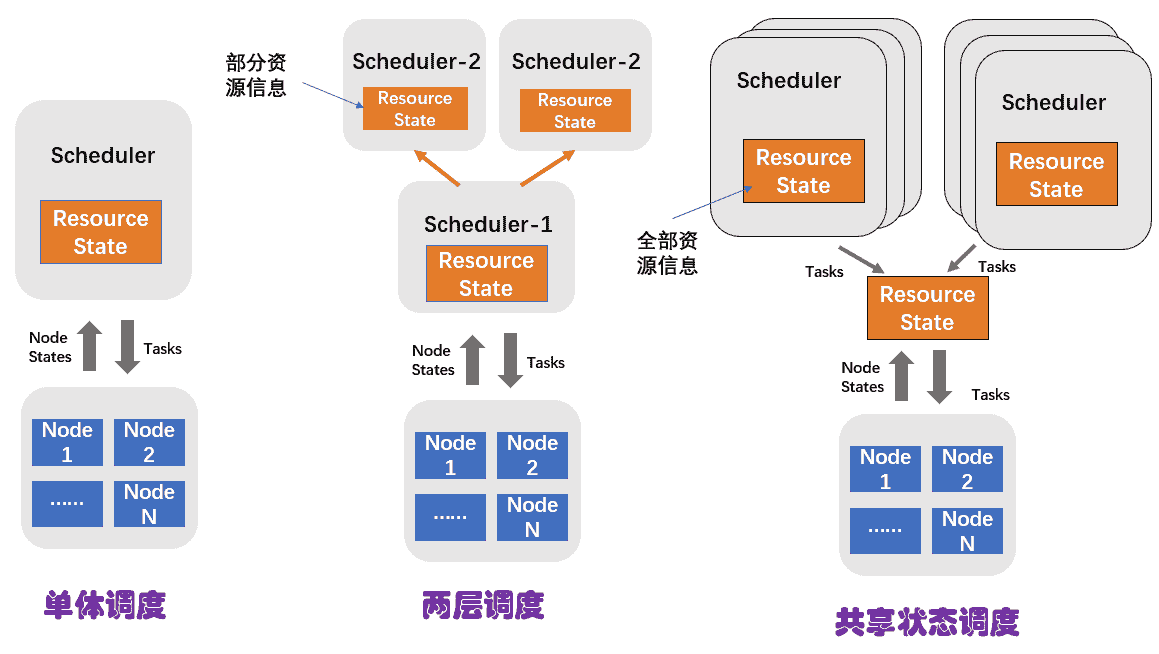 Scheduler
Resource
State
Node
States
Tasks
Node
1
Node
2
……
Node
N
单体调度
部分资
源信息
Scheduler-2
Resource
State
Scheduler-2
Resource
State
Scheduler-1
Resource
State
Node
States
Tasks
Node
1
Node
2
……
Node
N
两层调度
Scheduler
Resource
State
Scheduler
Resource
State
全部资
源信息
Tasks
Tasks
Resource
State
Node
States
Tasks
Node
1
Node
2
……
Node
N
共享状态调度